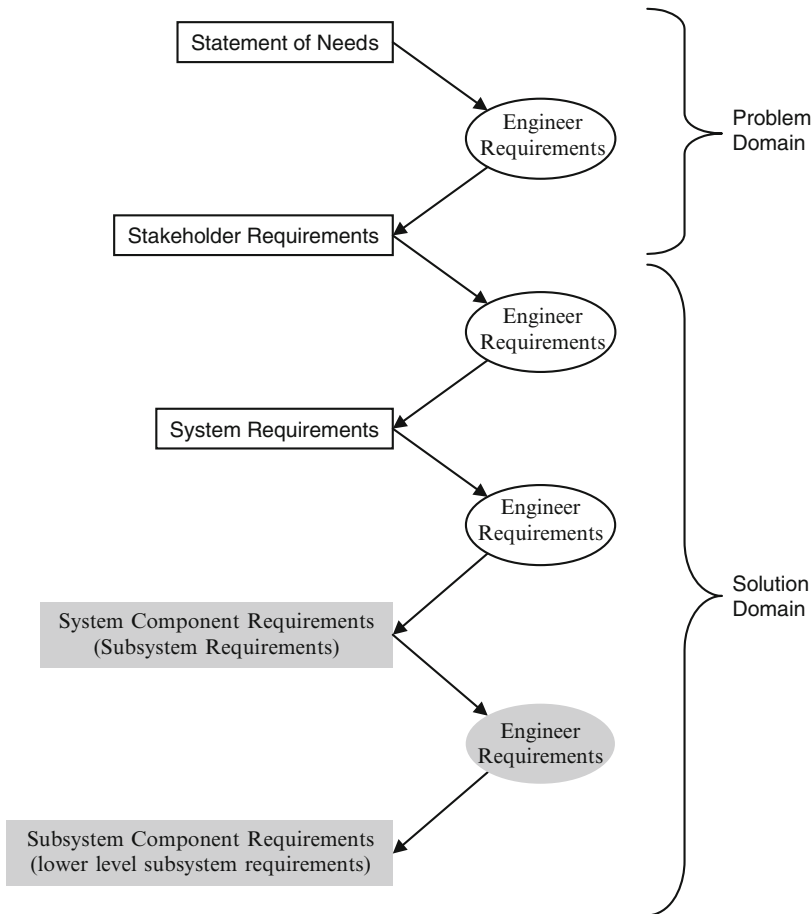 Statement of Needs
Engineer
Requirements
Problem
Domain
Stakeholder Requirements
Engineer
Requirements
System Requirements
Engineer
Requirements
System Component Requirements
(Subsystem Requirements)
Solution
Domain
Engineer
Requirements
Subsystem Component Requirements
(lower level subsystem requirements)